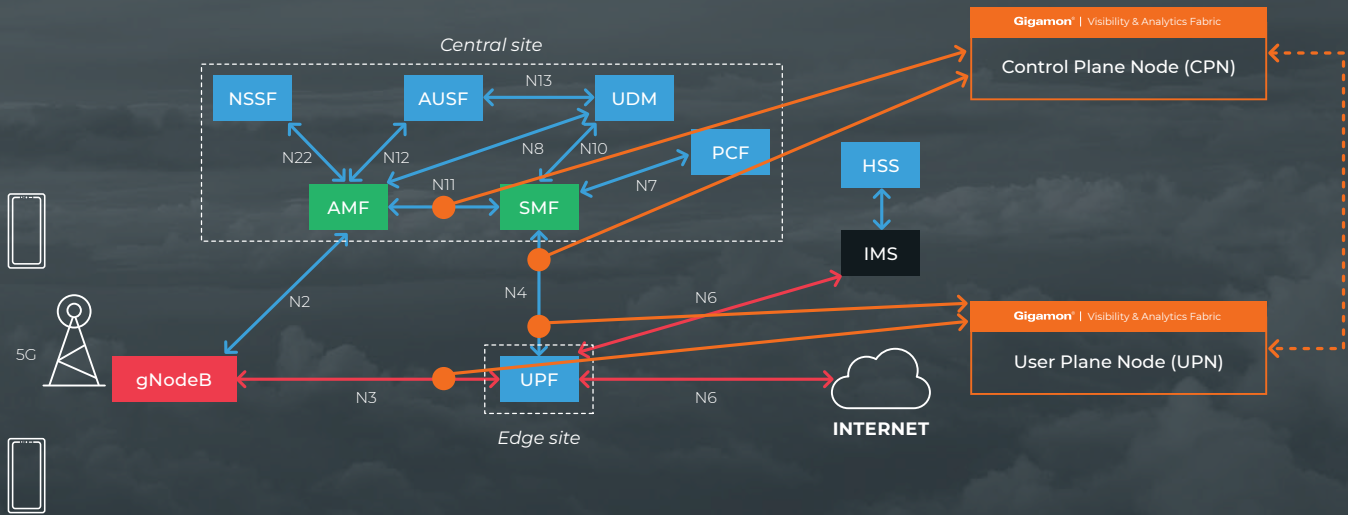 Gigamon® | Visibility & Analytics Fabric
Control Plane Node (CPN)
Central site
NSSF
AUSF
N13
UDM
N22
N12
N8
N10
PCF
N7
HSS
AMF
N11
SMF
IMS
N2
N4
N6
Gigamon® | Visibility & Analytics Fabric
User Plane Node (UPN)
5G
gNodeB
N3
UPF
N6
INTERNET
Edge site